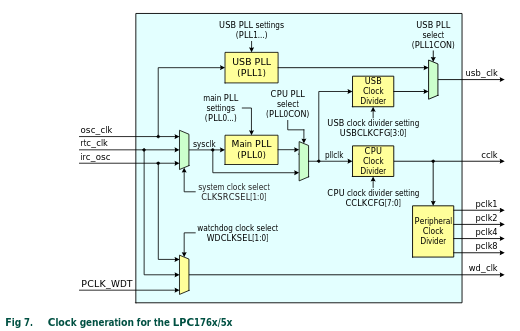 USB PLL settings
(PLL1...)
USB PLL
select
(PLL1CON)
USB PLL
(PLL1)
usb_clk
main PLL
settings
(PLL0...)
CPU PLL
select
(PLL0CON)
USB
Clock
Divider
USB clock divider setting
USBCLKCFG[3:0]
osc_clk
rtc_clk
irc_osc
sysclk
Main PLL
(PLL0)
pllclk
CPU
Clock
Divider
cclk
system clock select
CLKSRCSEL[1:0]
CPU clock divider setting
CCLKCFG[7:0]
Peripheral
Clock
Divider
pclk1
pclk2
pclk4
pclk8
watchdog clock select
WDCLKSEL[1:0]
wd_clk
PCLK_WDT
Fig 7. Clock generation for the LPC176x/5x